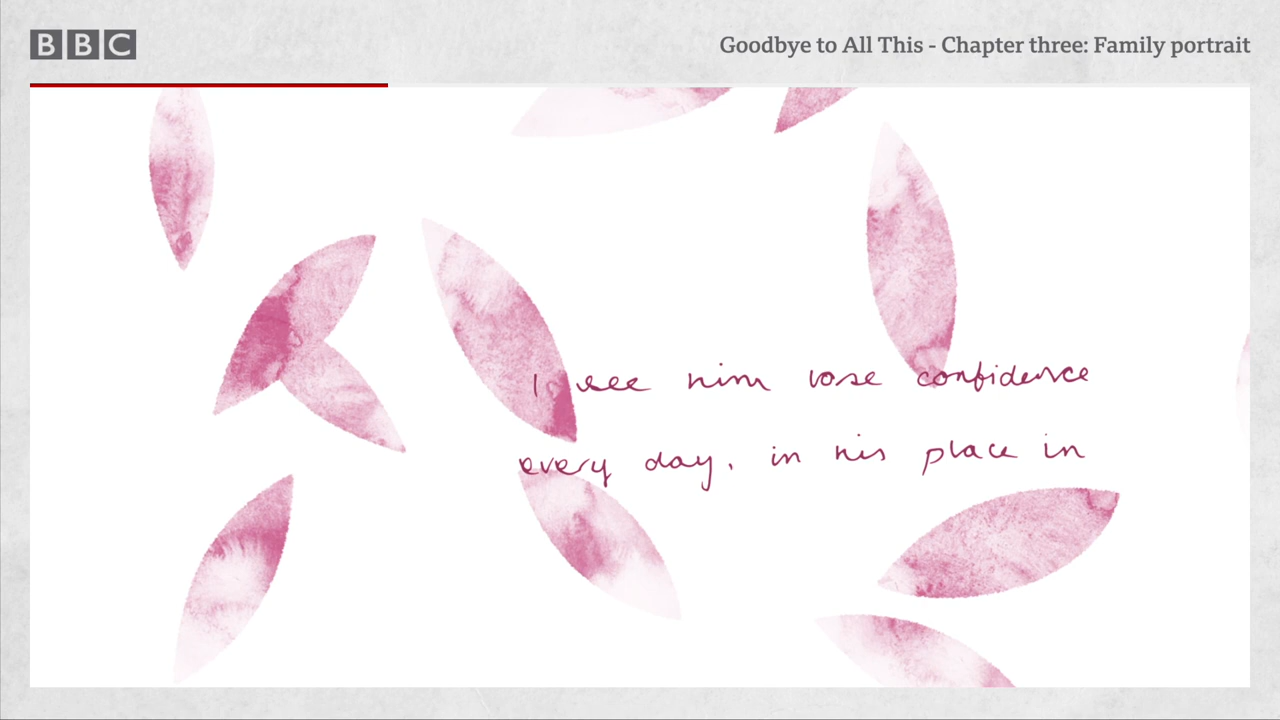 BBC
Goodbye to All This - Chapter three: Family portrait
I see him lose confidence
every day, in his place in